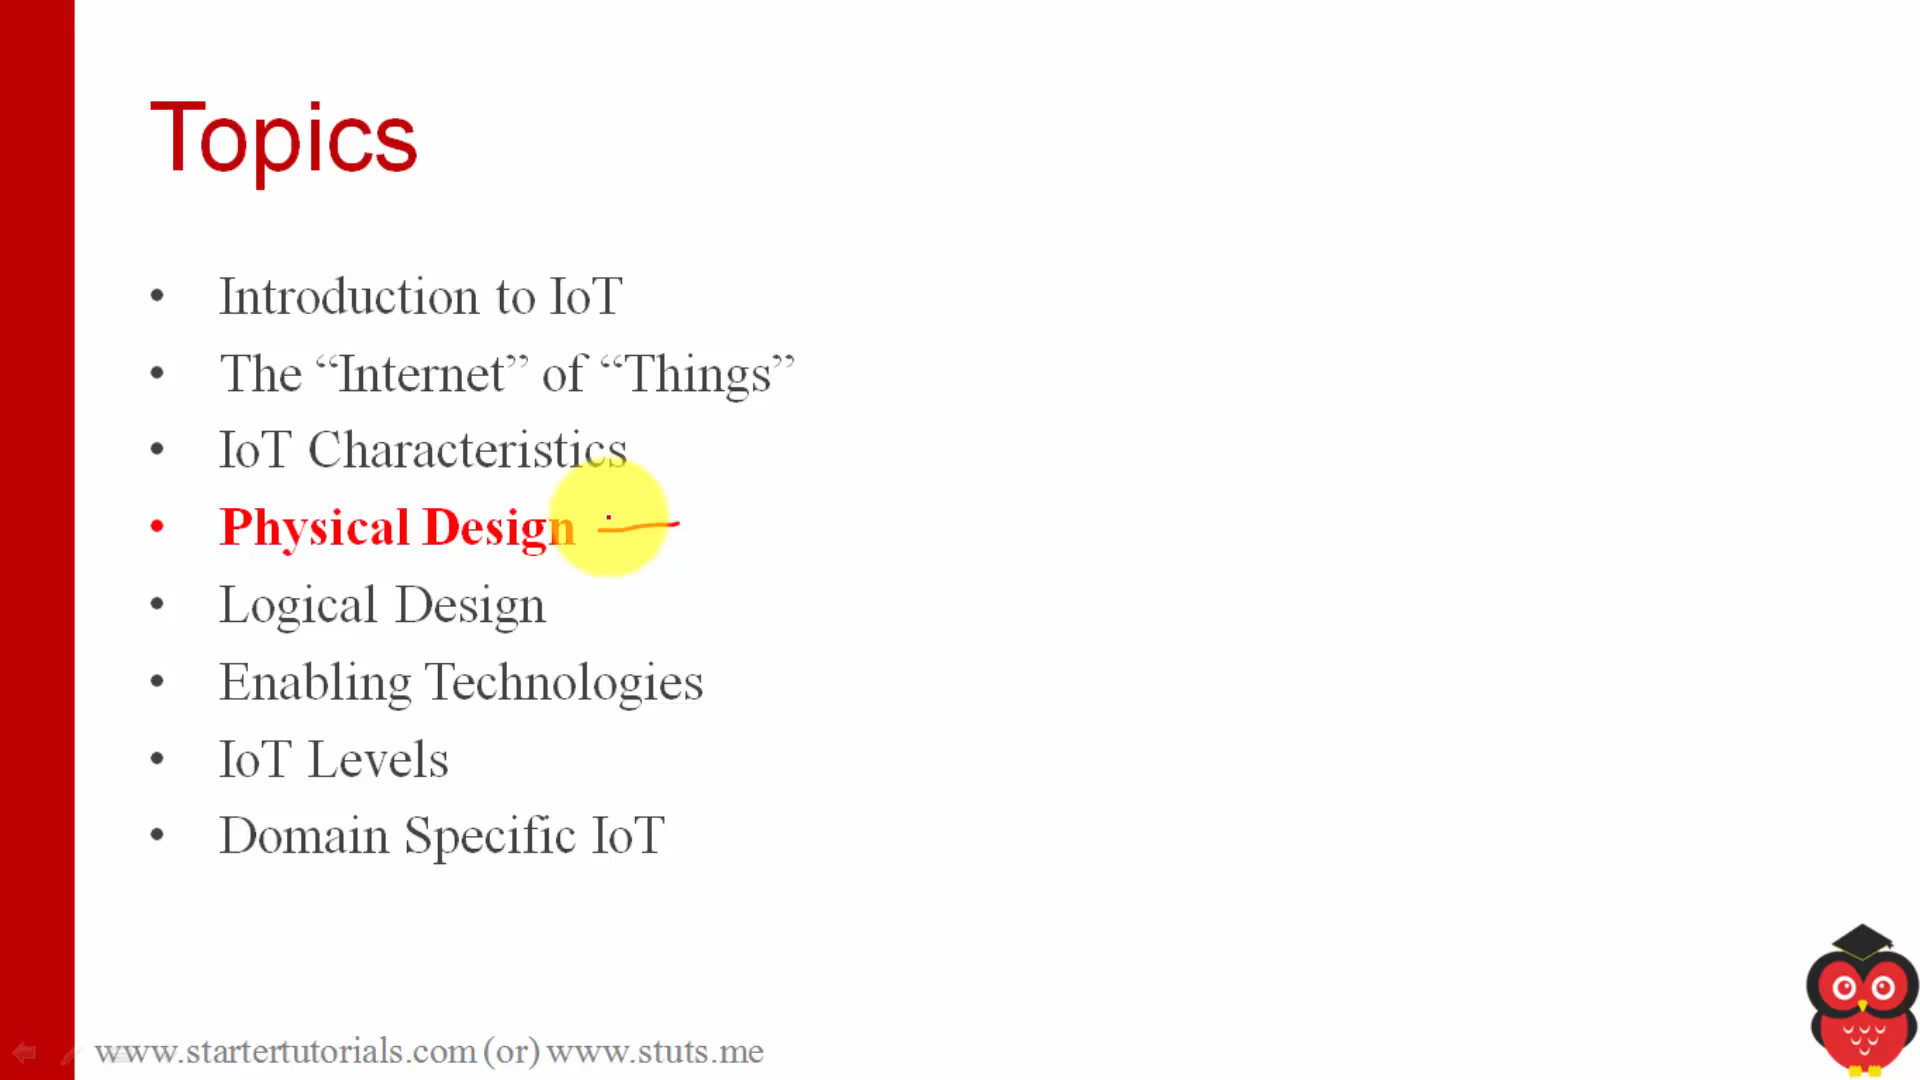 Topics
• Introduction to IoT
• The “Internet” of “Things”
• IoT Characteristics
• Physical Design
• Logical Design
• Enabling Technologies
• IoT Levels
• Domain Specific IoT
www.startertutorials.com (or) www.stuts.me